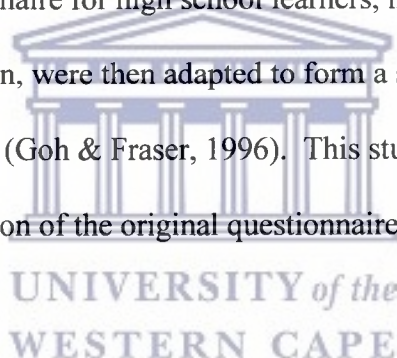 naire for high school learners,
n, were then adapted to form a
(Goh & Fraser, 1996). This stu
on of the original questionnaire
UNIVERSITY of the
WESTERN CAPE